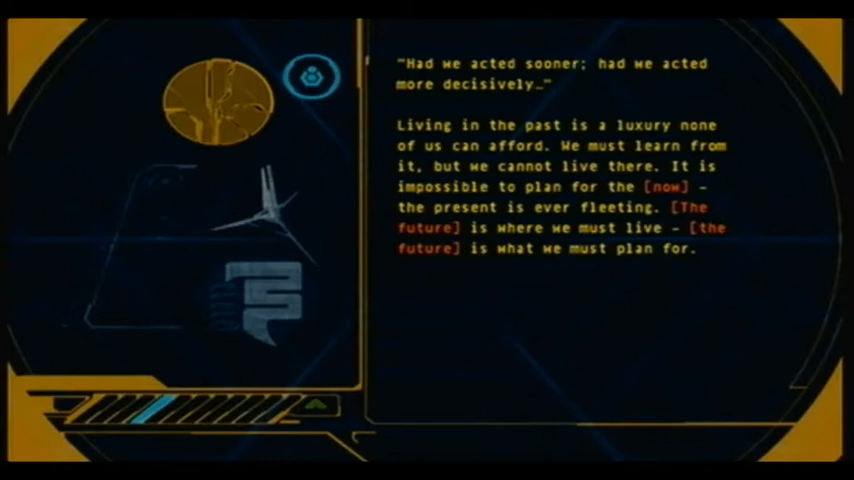 "Had we acted sooner; had we acted
more decisively…"
Living in the past is a luxury none
of us can afford. We must learn from
it, but we cannot live there. It is
impossible to plan for the [now] –
the present is ever fleeting. [The
future] is where we must live – [the
future] is what we must plan for.